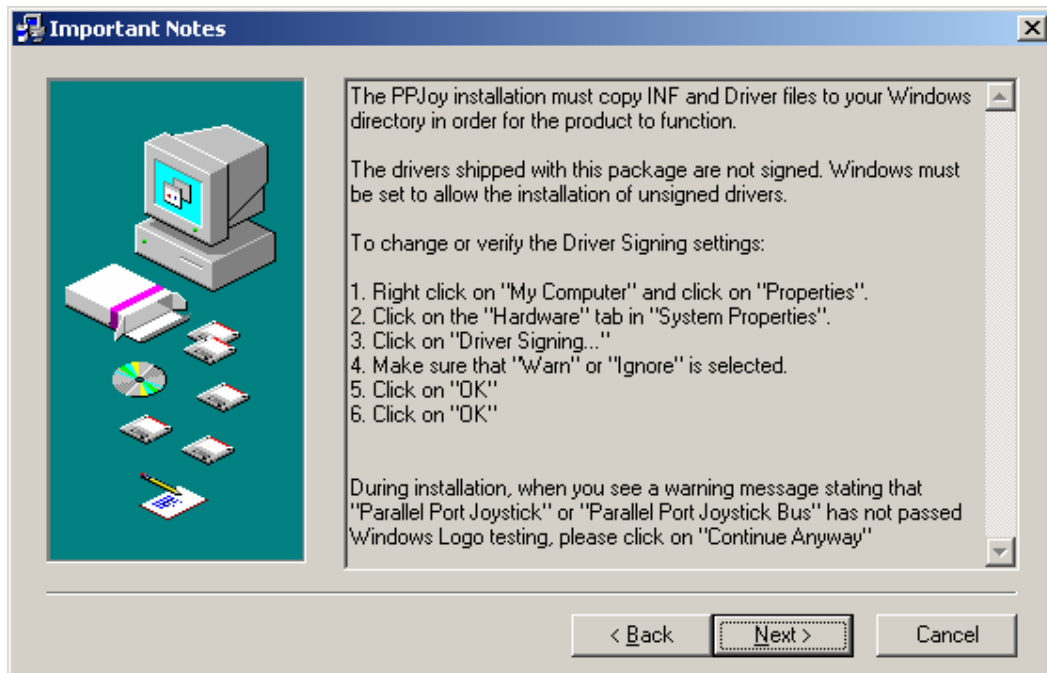 Important Notes
The PPJoy installation must copy INF and Driver files to your Windows
directory in order for the product to function.
The drivers shipped with this package are not signed. Windows must
be set to allow the installation of unsigned drivers.
To change or verify the Driver Signing settings:
1. Right click on "My Computer" and click on "Properties".
2. Click on the "Hardware" tab in "System Properties".
3. Click on "Driver Signing..."
4. Make sure that "Warn" or "Ignore" is selected.
5. Click on "OK"
6. Click on "OK"
During installation, when you see a warning message stating that
"Parallel Port Joystick" or "Parallel Port Joystick Bus" has not passed
Windows Logo testing, please click on "Continue Anyway"
< Back
Next >
Cancel